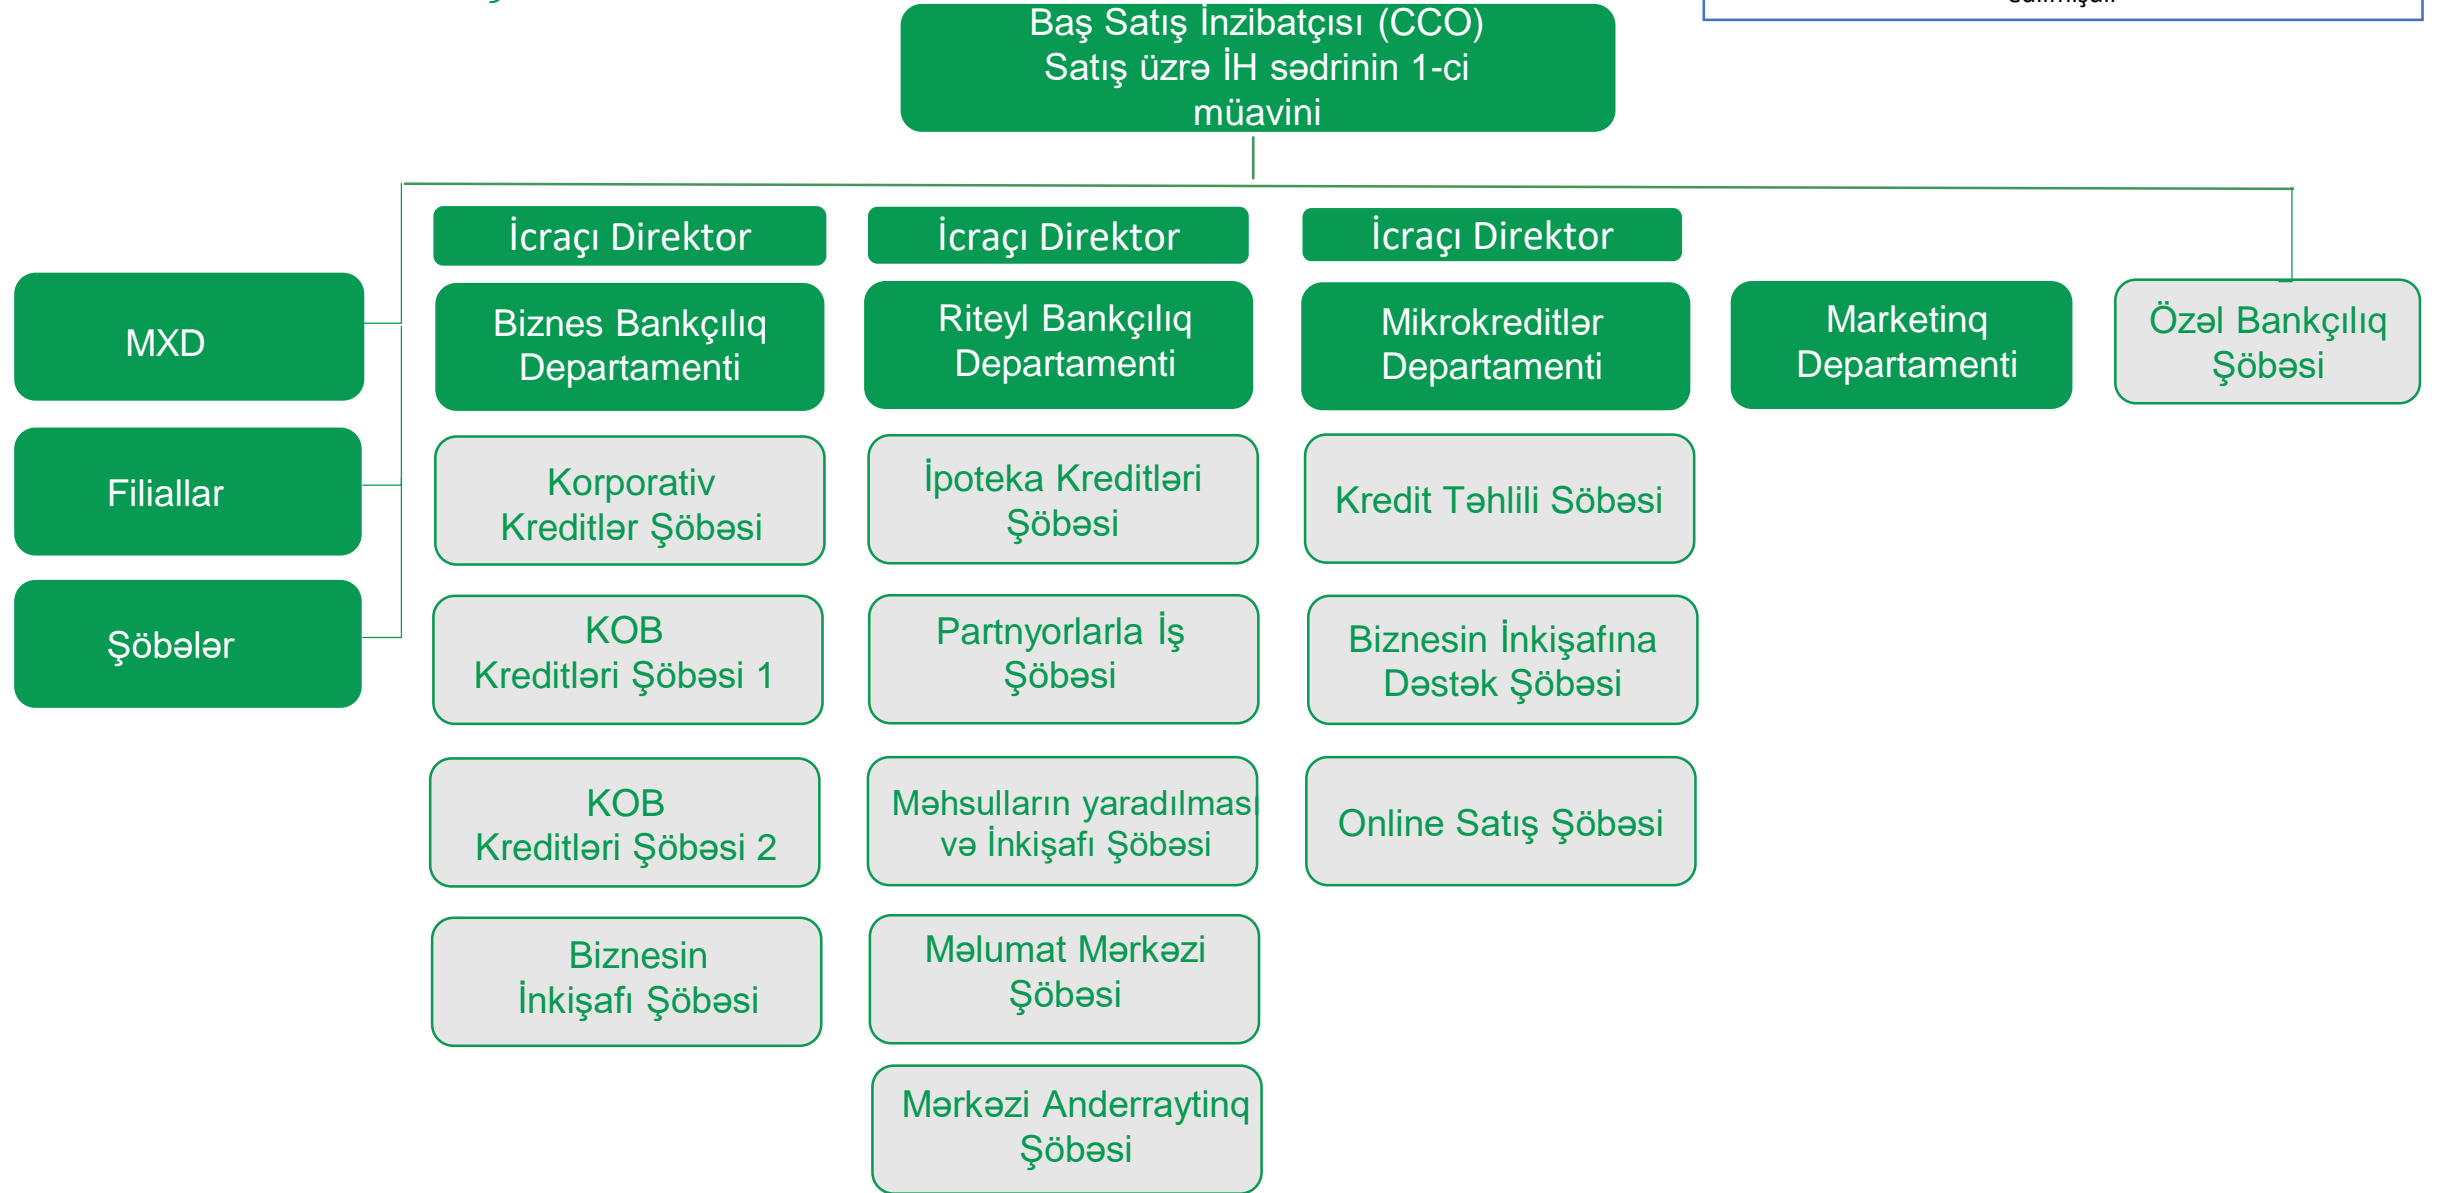 Baş Satış İnzibatçısı (CCO)
Satış üzrə İH sədrinin 1-ci
müavini
İcraçı Direktor
İcraçı Direktor
İcraçı Direktor
MXD
Filiallar
Şöbələr
Biznes Bankçılıq
Departamenti
Korporativ
Kreditlər Şöbəsi
KOB
Kreditləri Şöbəsi 1
KOB
Kreditləri Şöbəsi 2
Biznesin
İnkişafı Şöbəsi
Riteyl Bankçılıq
Departamenti
İpoteka Kreditləri
Şöbəsi
Partnyorlarla İş
Şöbəsi
Məhsulların yaradılması
və İnkişafı Şöbəsi
Məlumat Mərkəzi
Şöbəsi
Mərkəzi Anderraytinq
Şöbəsi
Mikrokreditlər
Departamenti
Kredit Təhlili Söbəsi
Biznesin İnkişafına
Dəstək Şöbəsi
Online Satış Şöbəsi
Marketinq
Departamenti
Özəl Bankçılıq
Şöbəsi